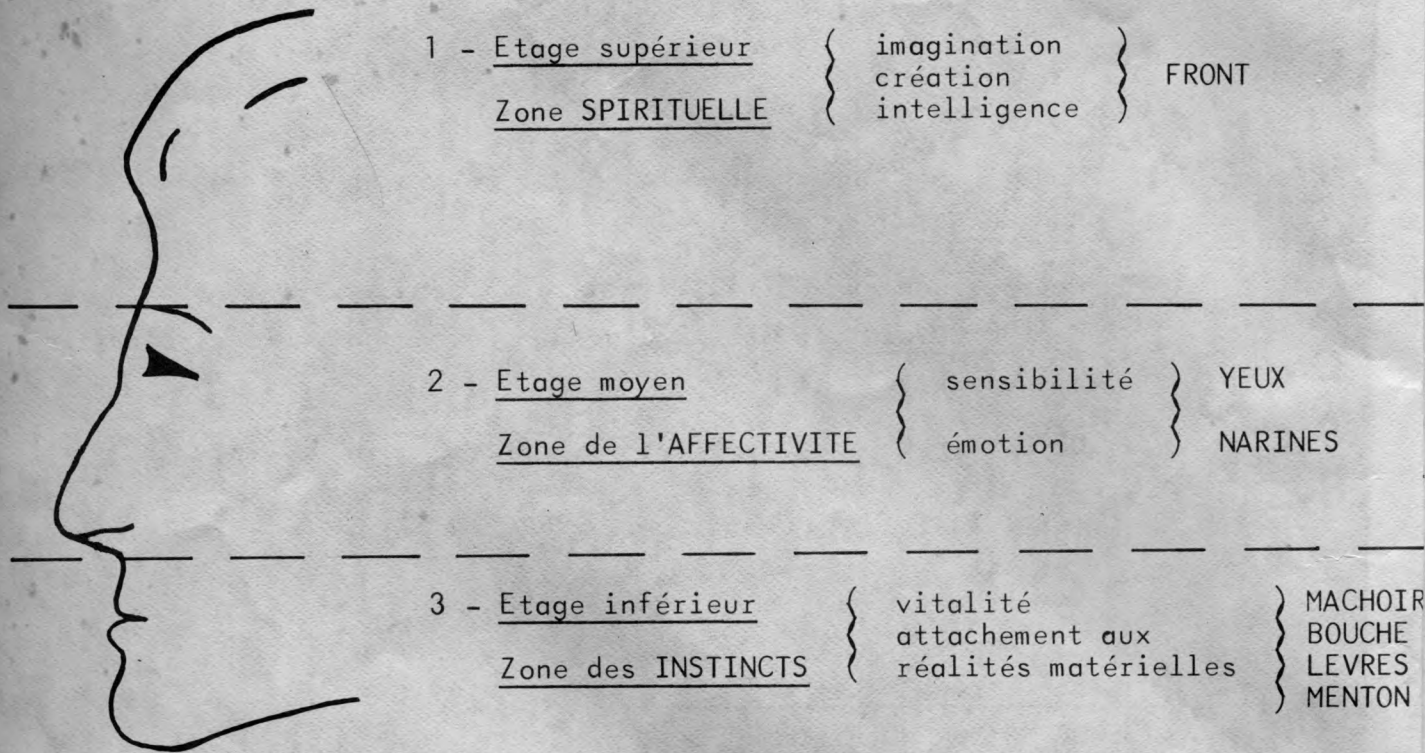 1 - Etage supérieur { imagination
création } FRONT
Zone SPIRITUELLE intelligence
2 - Etage moyen { sensibilité } YEUX
Zone de l'AFFECTIVITE émotion NARINES
3 - Etage inférieur { vitalité } MACHOIR
attachement aux BOUCHE
Zone des INSTINCTS réalités matérielles LEVRES
MENTON